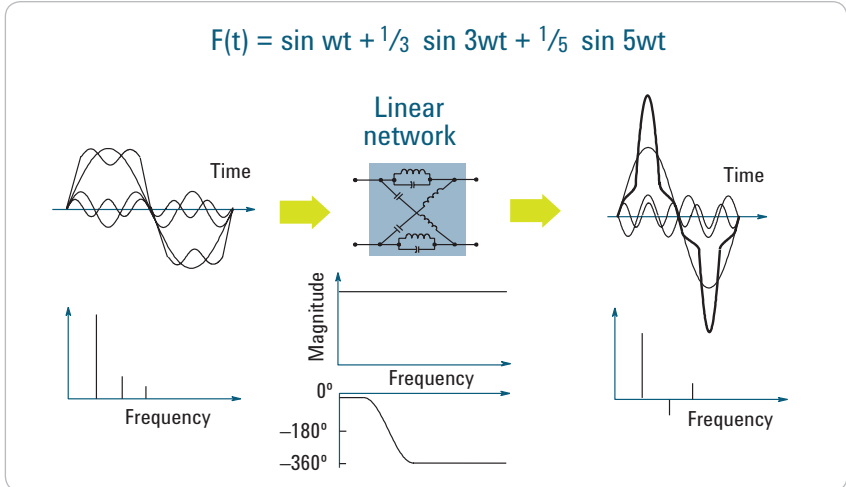 F(t) = sin wt + 1/3 sin 3wt + 1/5 sin 5wt
Linear
network
Time
Time
Magnitude
Frequency
0º
–180º
–360º
Frequency
Frequency